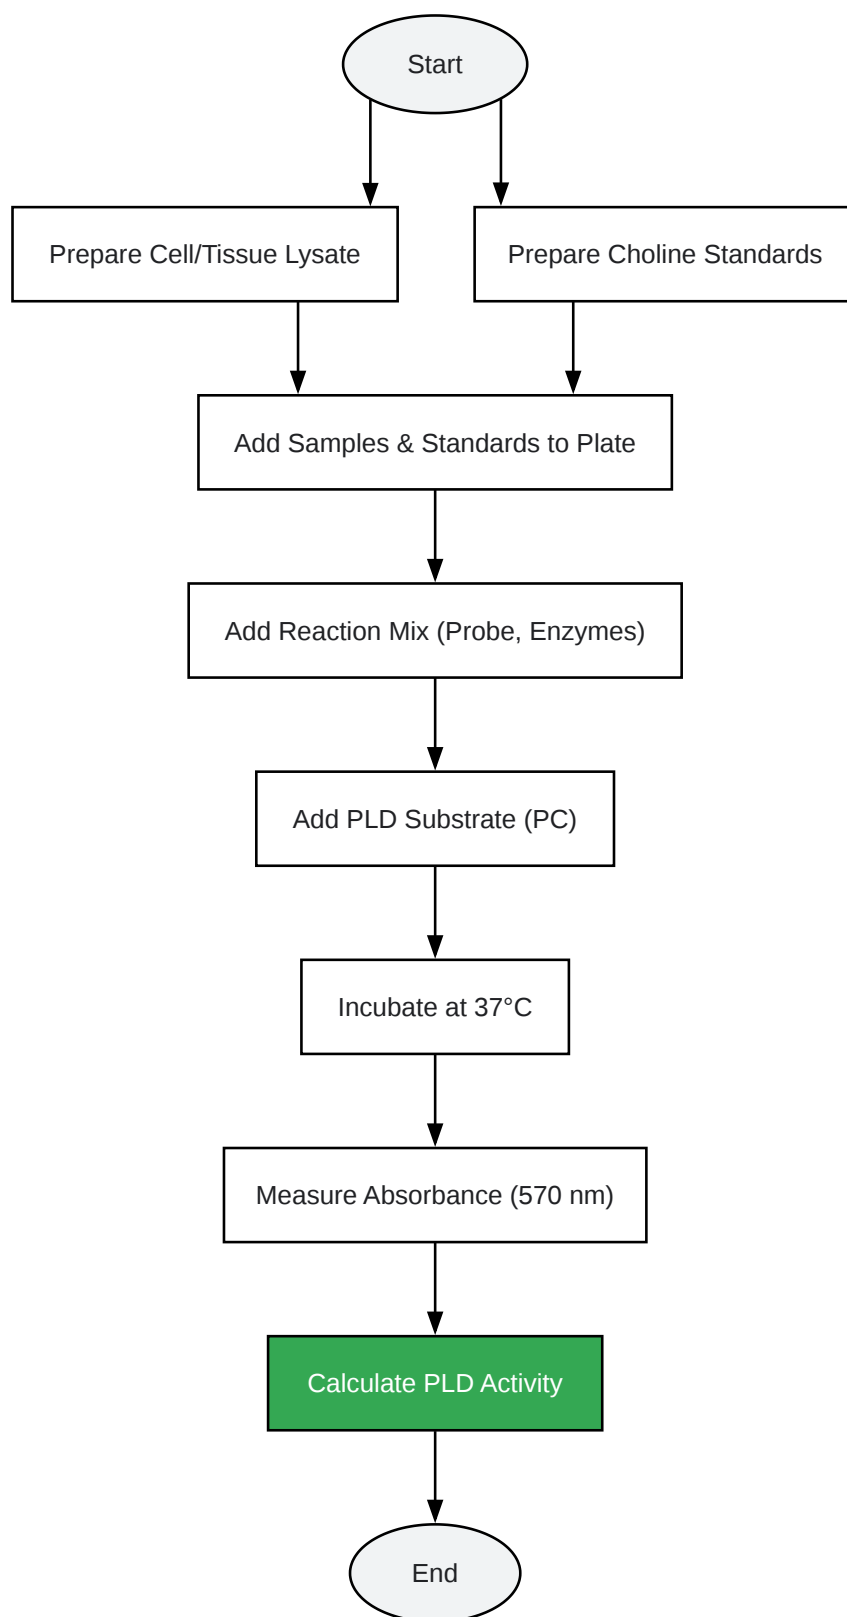 Start
Prepare Cell/Tissue Lysate
Prepare Choline Standards
Add Samples & Standards to Plate
Add Reaction Mix (Probe, Enzymes)
Add PLD Substrate (PC)
Incubate at 37°C
Measure Absorbance (570 nm)
Calculate PLD Activity
End